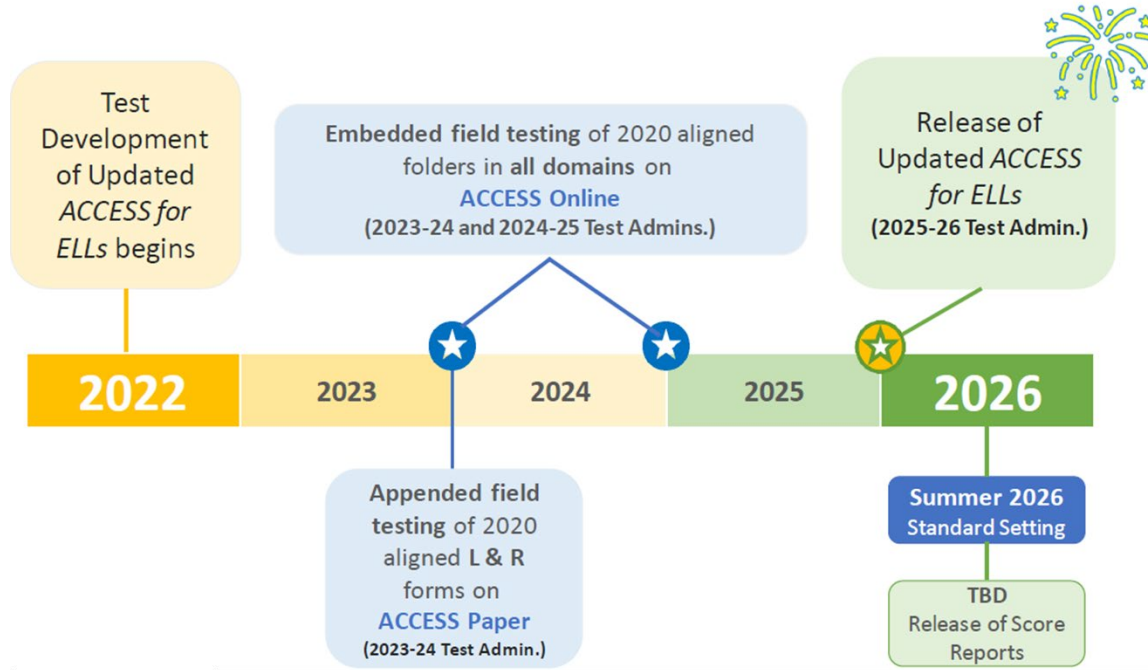 Test
Development
of Updated
ACCESS for
ELLs begins
Embedded field testing of 2020 aligned
folders in all domains on
ACCESS Online
(2023-24 and 2024-25 Test Admins.)
Release of
Updated ACCESS
for ELLs
(2025-26 Test Admin.)
2022
2023
2024
2025
2026
Appended field
testing of 2020
aligned L & R
forms on
ACCESS Paper
(2023-24 Test Admin.)
Summer 2026
Standard Setting
TBD
Release of Score
Reports